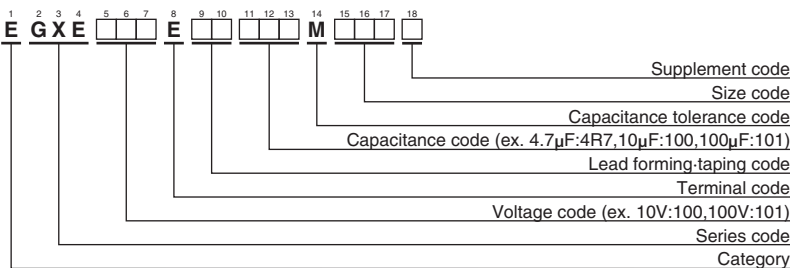 1 2 3 4 5 6 7 8 9 10 11 12 13 14 15 16 17 18
E G X E □□□ E □□ □□□ M □□□ □
Supplement code
Size code
Capacitance tolerance code
Capacitance code (ex. 4.7μF:4R7,10μF:100,100μF:101)
Lead forming·taping code
Terminal code
Voltage code (ex. 10V:100,100V:101)
Series code
Category